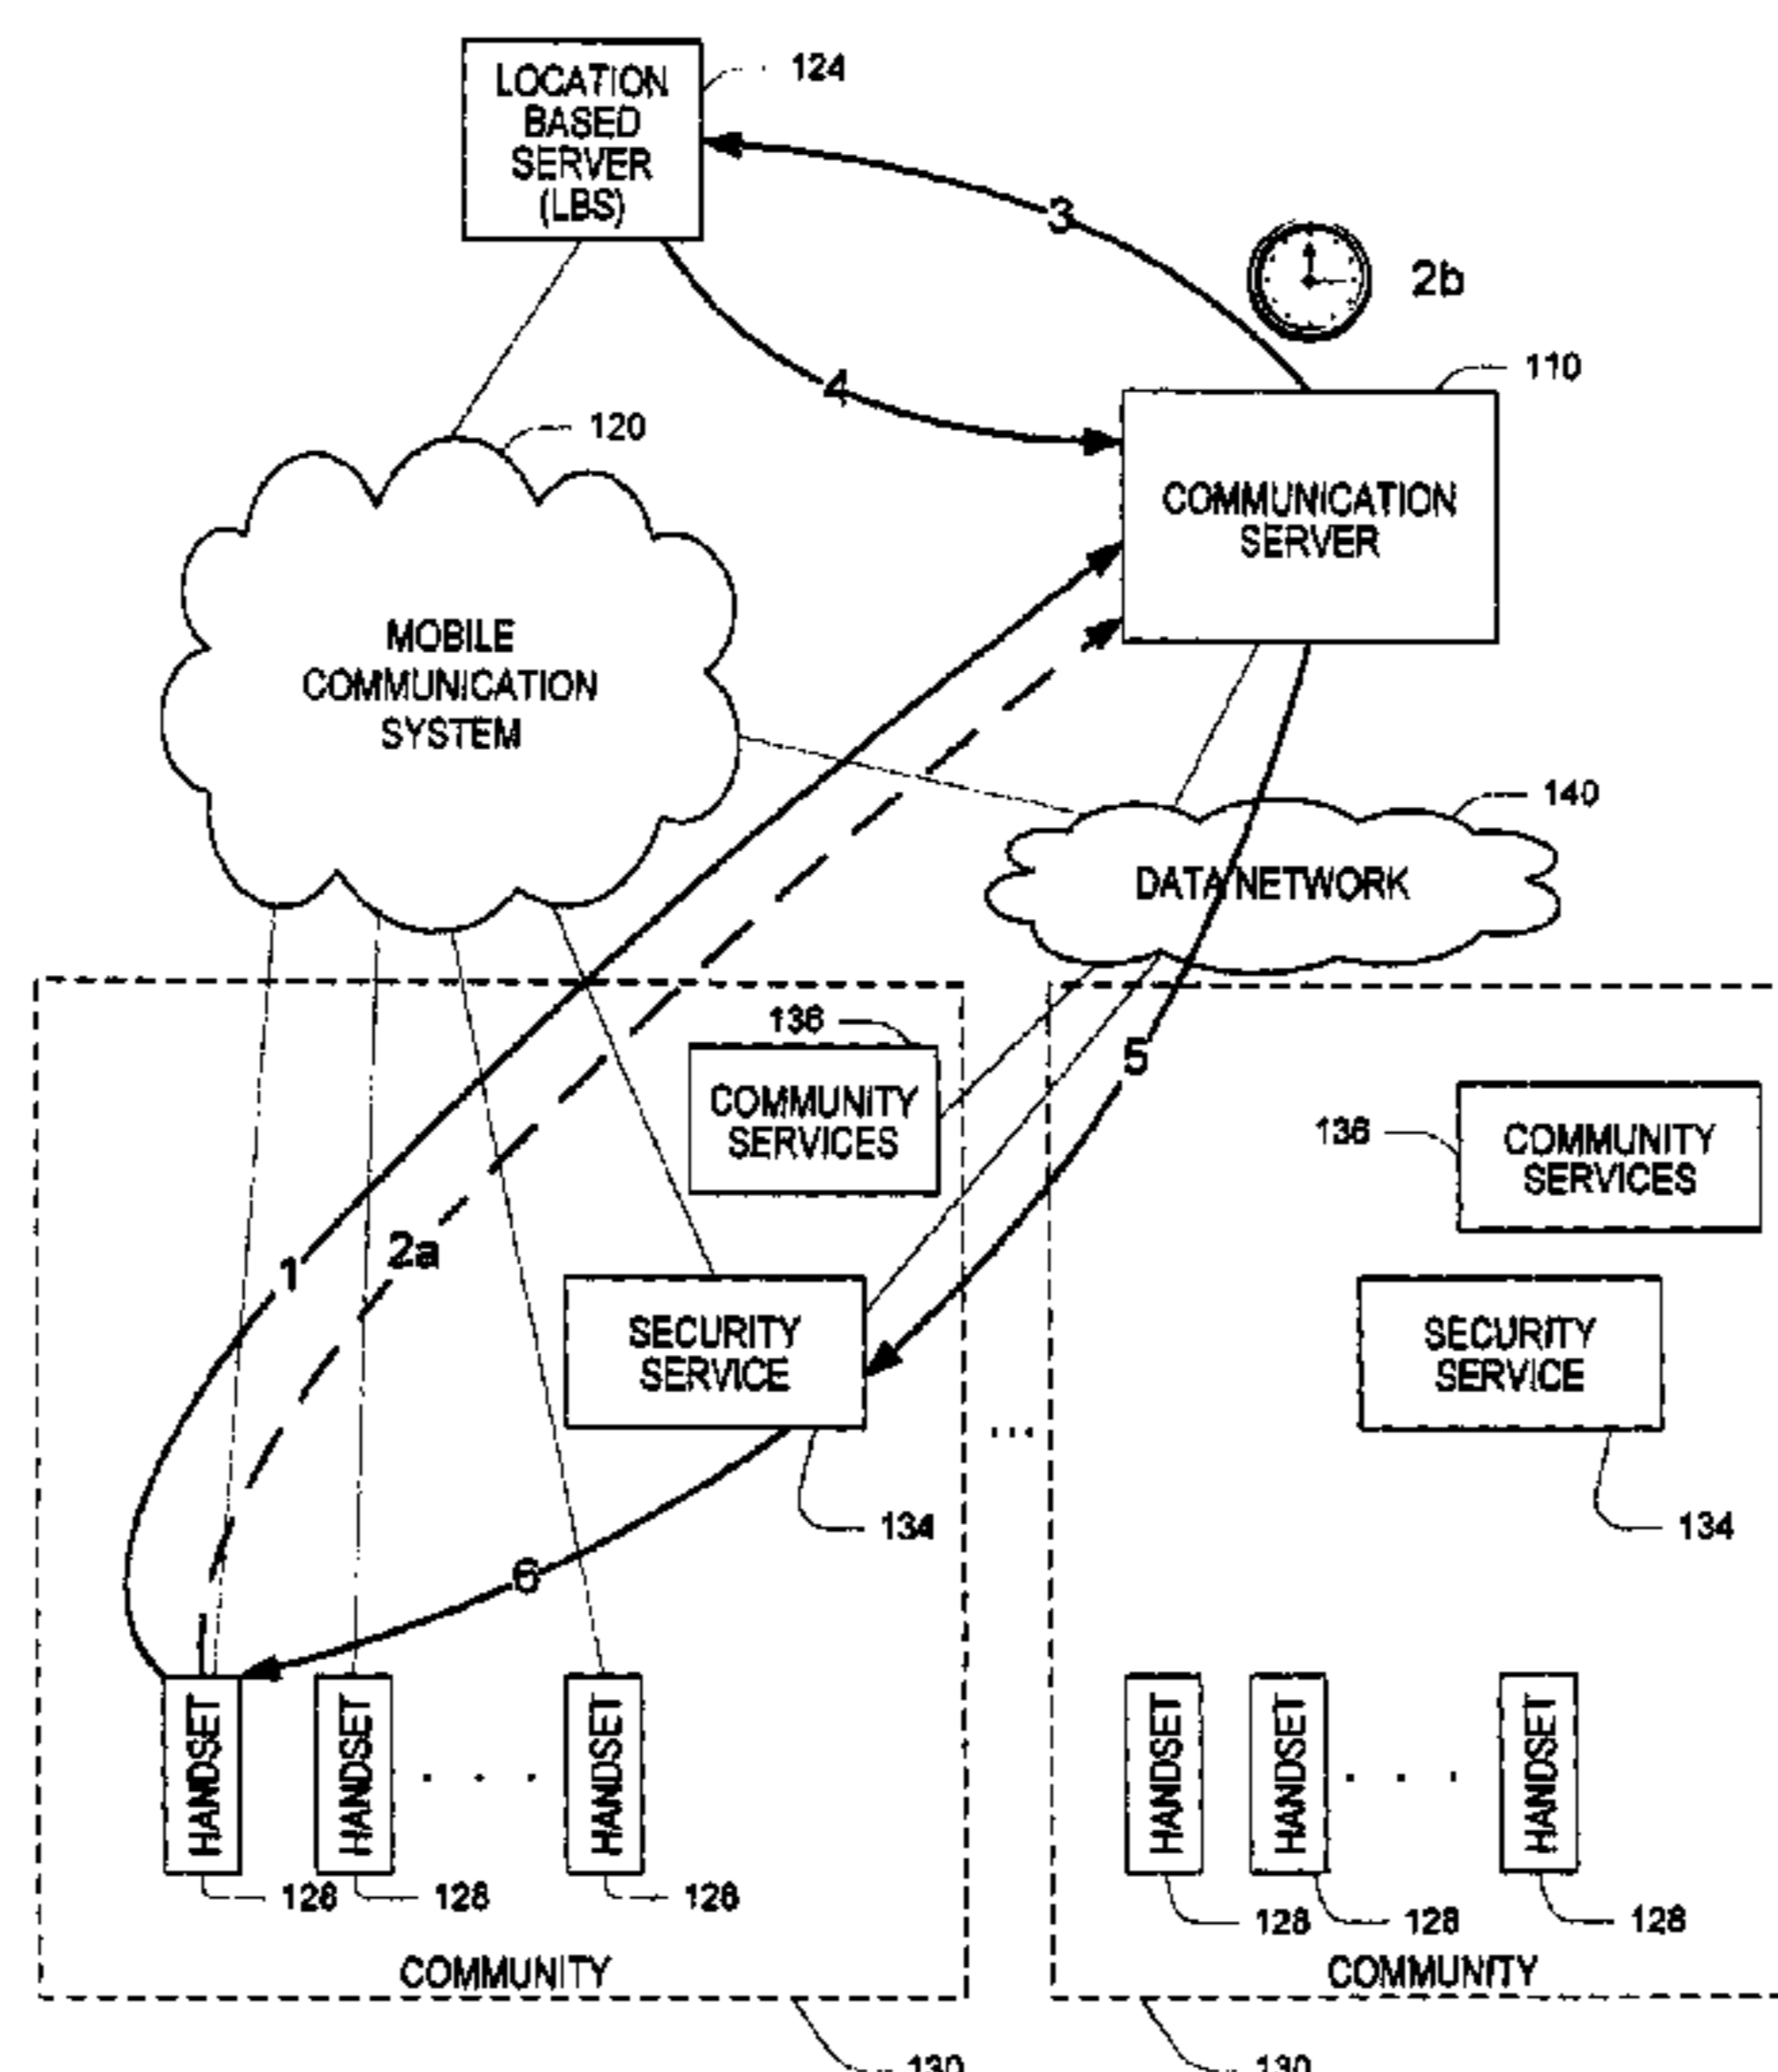 LOCATION
BASED
SERVER
(LBS)
124
3
2b
110
4
120
COMMUNICATION
SERVER
MOBILE
COMMUNICATION
SYSTEM
140
DATA NETWORK
136
5
COMMUNITY
SERVICES
136
COMMUNITY
SERVICES
1
2a
SECURITY
SERVICE
SECURITY
SERVICE
...
134
134
6
HANDSET
HANDSET
. . .
HANDSET
HANDSET
HANDSET
. . .
HANDSET
128
128
128
128
128
128
COMMUNITY
COMMUNITY
130
130